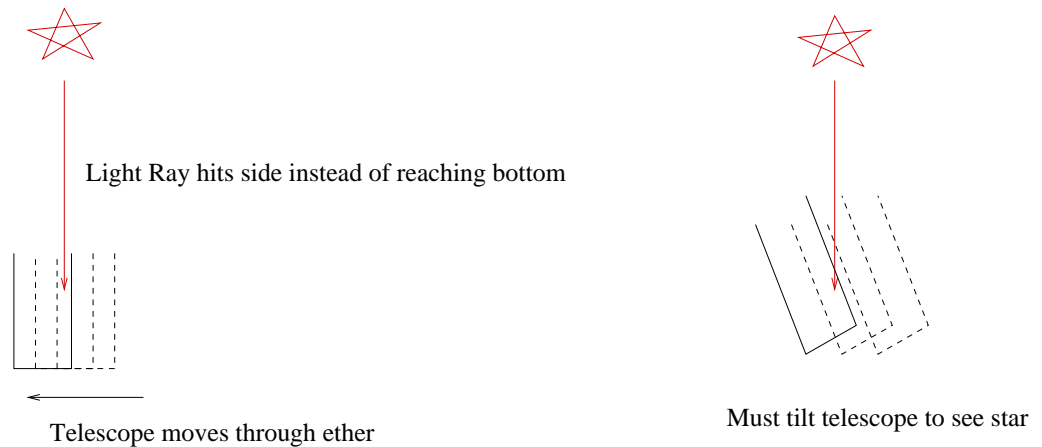 Light Ray hits side instead of reaching bottom
Telescope moves through ether
Must tilt telescope to see star